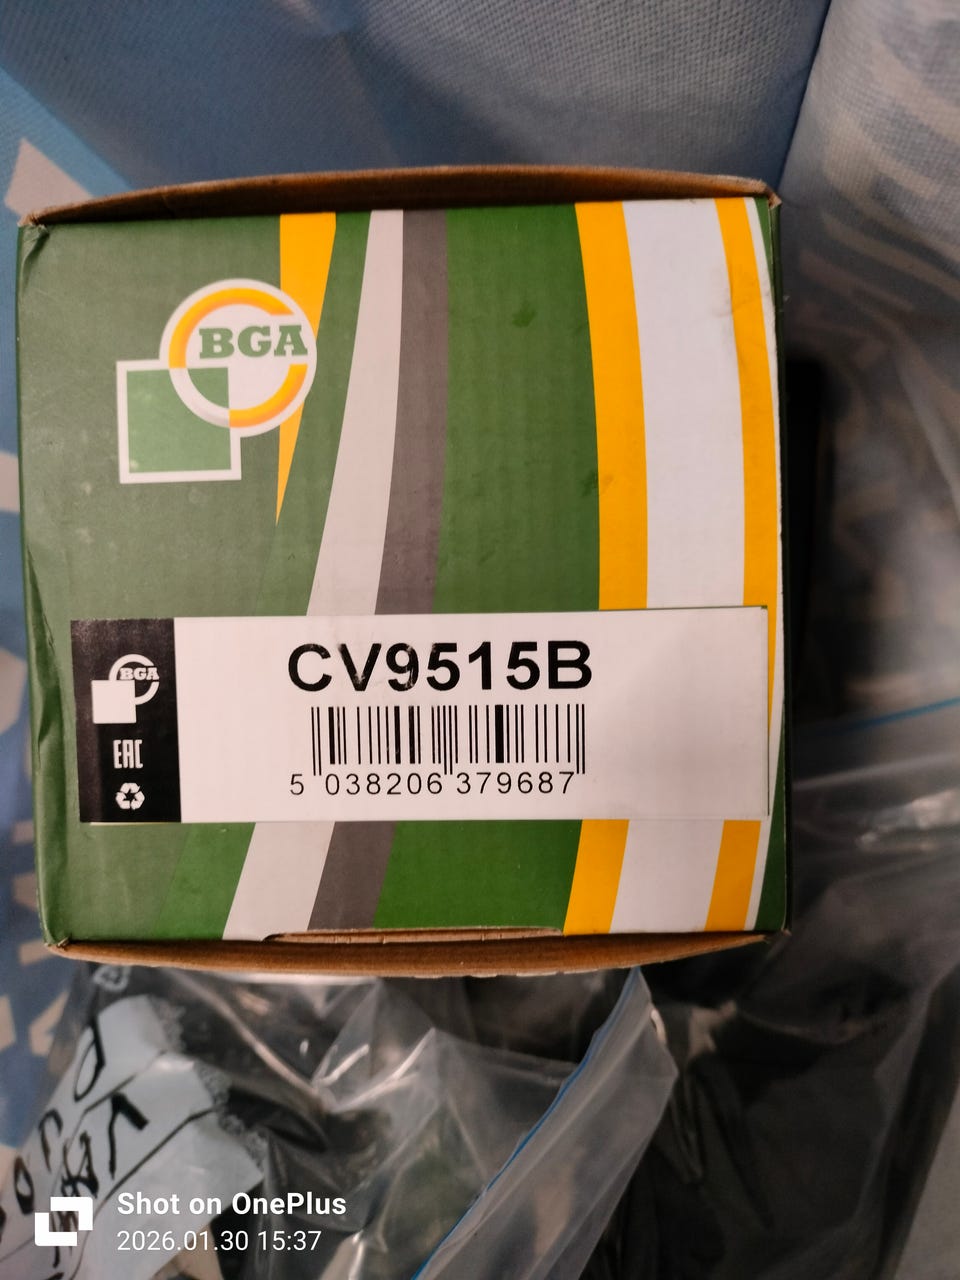 BGA
CV9515B
BGA
EAC
5 038206 379687
Shot on OnePlus
2026.01.30 15:37